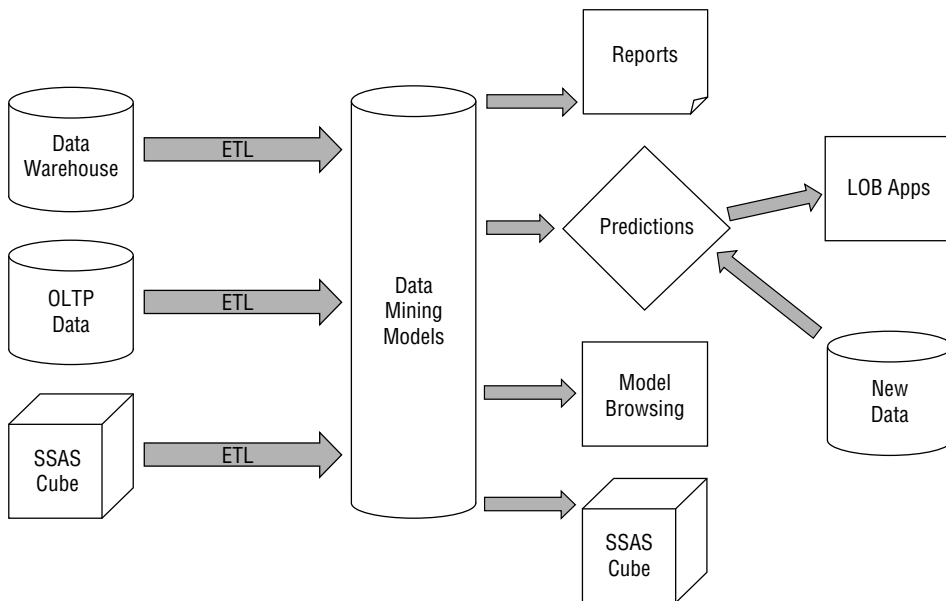 Reports
Data
Warehouse
ETL
LOB Apps
Predictions
OLTP
Data
ETL
Data
Mining
Models
Model
Browsing
New
Data
SSAS
Cube
ETL
SSAS
Cube